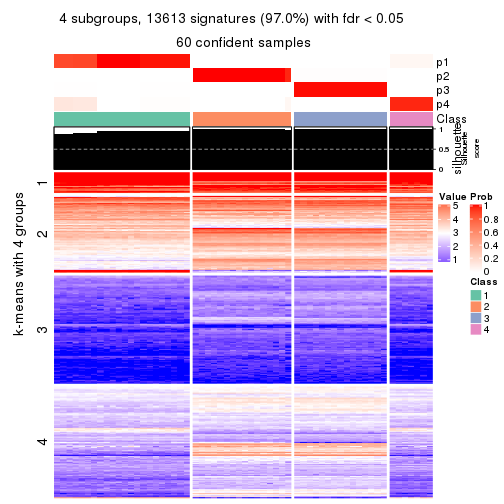 4 subgroups, 13613 signatures (97.0%) with fdr < 0.05
60 confident samples
p1
p2
p3
p4
Class
1
0.5
0
silhouette
Silhouette
score
k-means with 4 groups
1
2
3
4
Value
5
4
3
2
1
Prob
1
0.8
0.6
0.4
0.2
0
Class
1
2
3
4